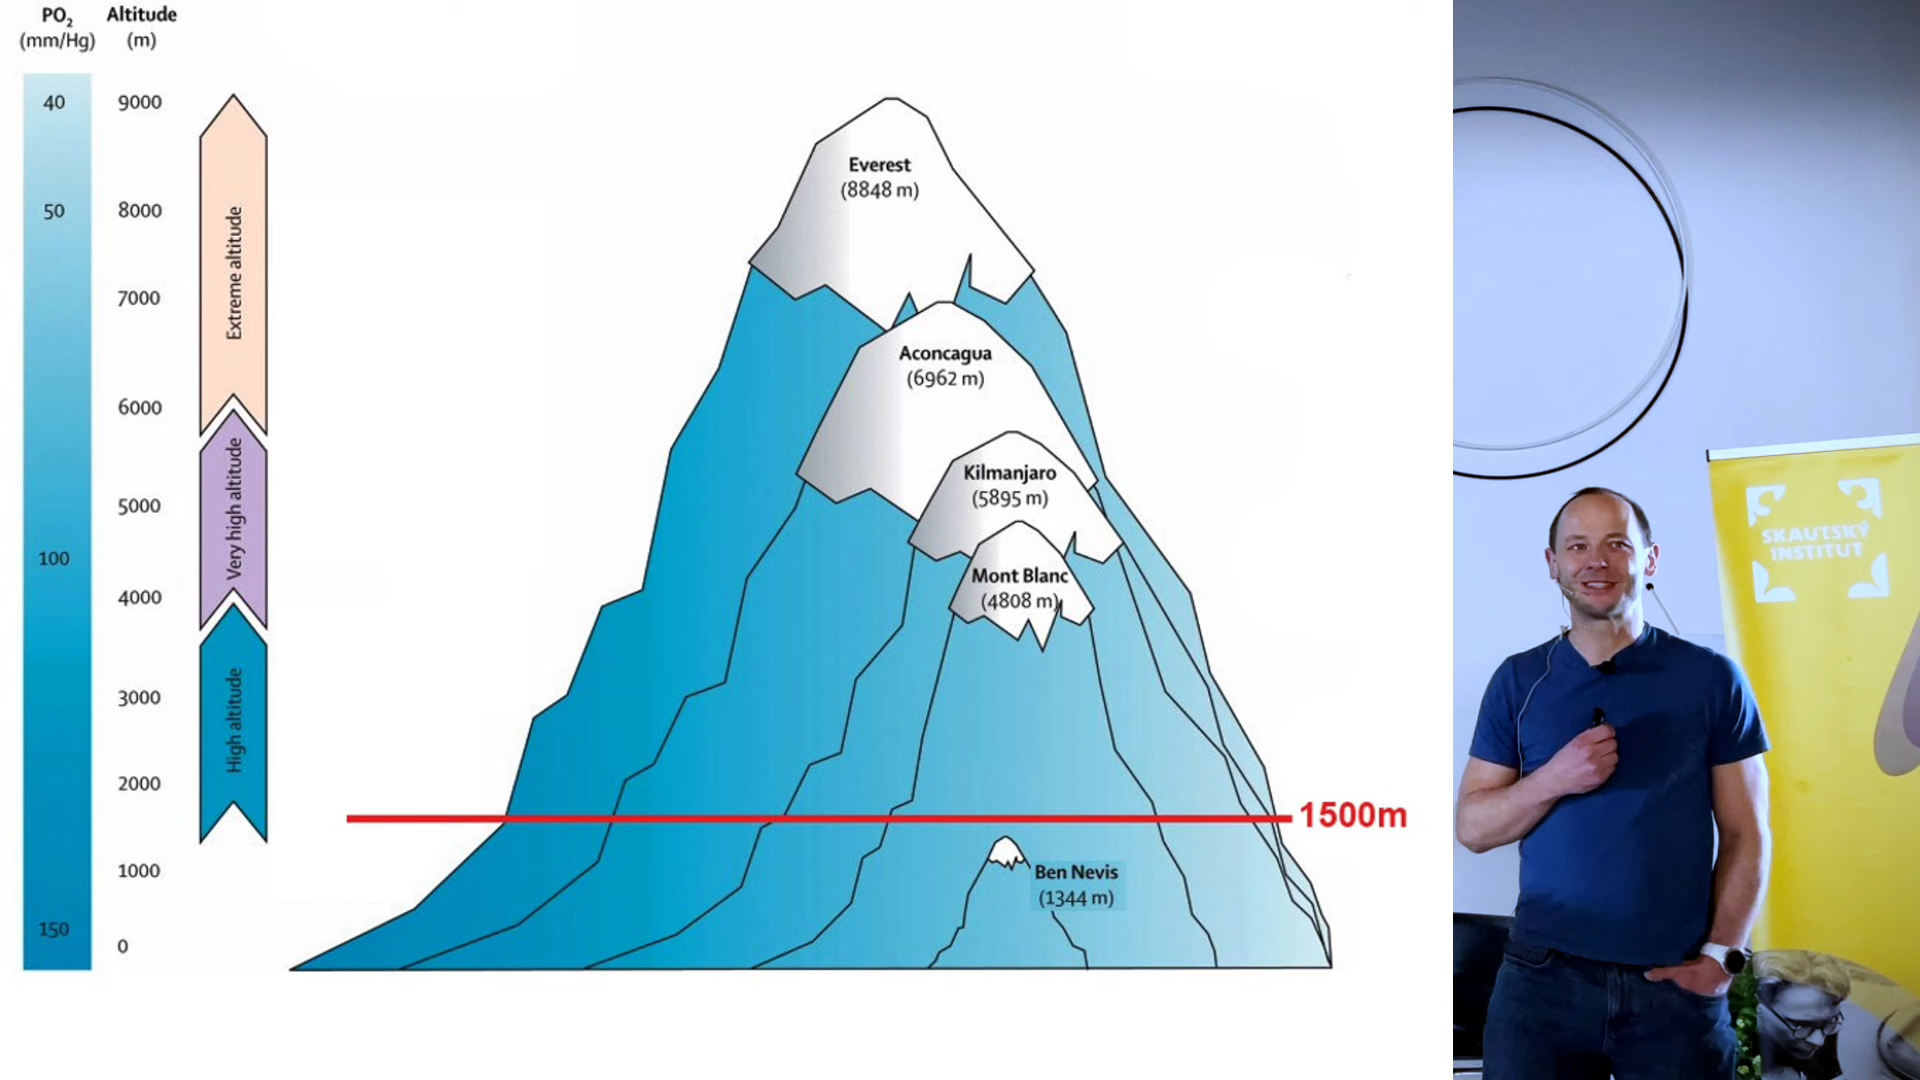 PO₂
(mm/Hg)
Altitude
(m)
40
50
100
150
9000
8000
7000
6000
5000
4000
3000
2000
1000
0
Extreme altitude
Very high altitude
High altitude
Everest
(8848 m)
Aconcagua
(6962 m)
Kilmanjaro
(5895 m)
Mont Blanc
(4808 m)
1500m
Ben Nevis
(1344 m)
SKAUTSKÝ
INSTITUT